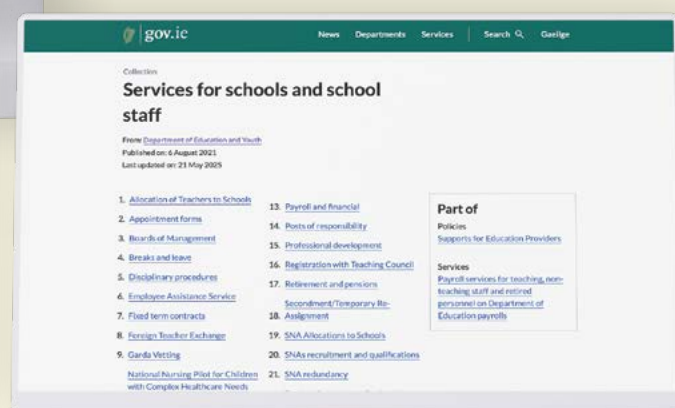 gov.ie
News Departments Services Search Gaeilge
Collection
Services for schools and school
staff
From: Department of Education and Youth
Published on: 6 August 2021
Last updated on: 21 May 2025
1. Allocation of Teachers to Schools
2. Appointment forms
3. Boards of Management
4. Breaks and leave
5. Disciplinary procedures
6. Employee Assistance Service
7. Fixed term contracts
8. Foreign Teacher Exchange
9. Garda Vetting
National Nursing Pilot for Children
with Complex Healthcare Needs
13. Payroll and financial
14. Posts of responsibility
15. Professional development
16. Registration with Teaching Council
17. Retirement and pensions
Secondment/Temporary Re-
18. Assignment
19. SNA Allocations to Schools
20. SNAs recruitment and qualifications
21. SNA redundancy
Part of
Policies
Supports for Education Providers
Services
Payroll services for teaching, non-
teaching staff and retired
personnel on Department of
Education payrolls